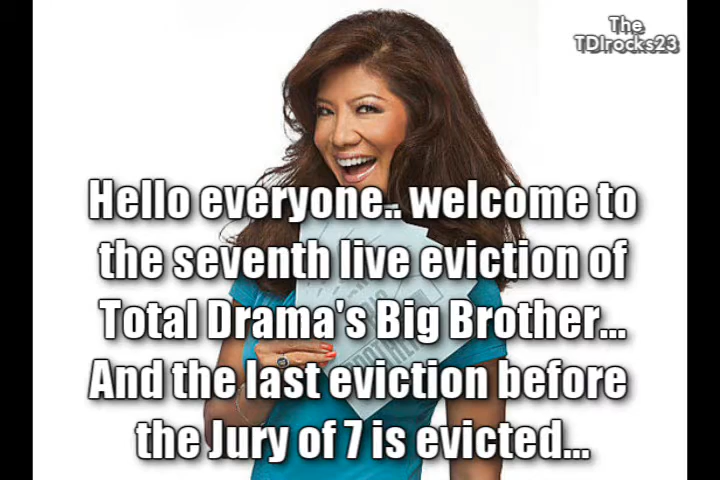 The
TDIrocks23
Hello everyone.. welcome to
the seventh live eviction of
Total Drama's Big Brother...
And the last eviction before
the Jury of 7 is evicted...